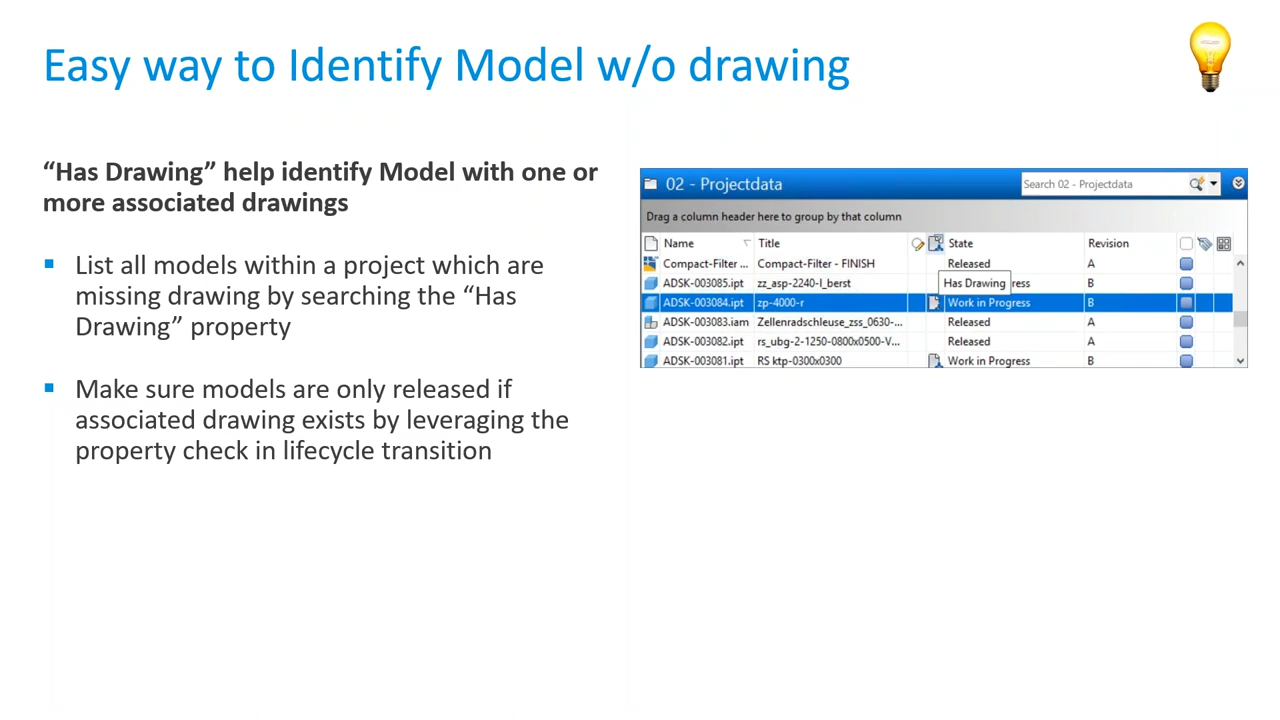 Easy way to Identify Model w/o drawing
“Has Drawing” help identify Model with one or
more associated drawings
▪ List all models within a project which are
missing drawing by searching the “Has
Drawing” property
▪ Make sure models are only released if
associated drawing exists by leveraging the
property check in lifecycle transition
02 - Projectdata
Search 02 - Projectdata
Drag a column header here to group by that column
Name Title State Revision
Compact-Filter ... Compact-Filter - FINISH Released A
ADSK-003085.ipt zz_asp-2240-l_berst Has Drawing ress B
ADSK-003084.ipt zp-4000-r Work in Progress B
ADSK-003083.iam Zellenradschleuse_zss_0630-... Released A
ADSK-003082.ipt rs_ubg-2-1250-0800x0500-V... Released A
ADSK-003081.ipt RS ktp-0300x0300 Work in Progress B